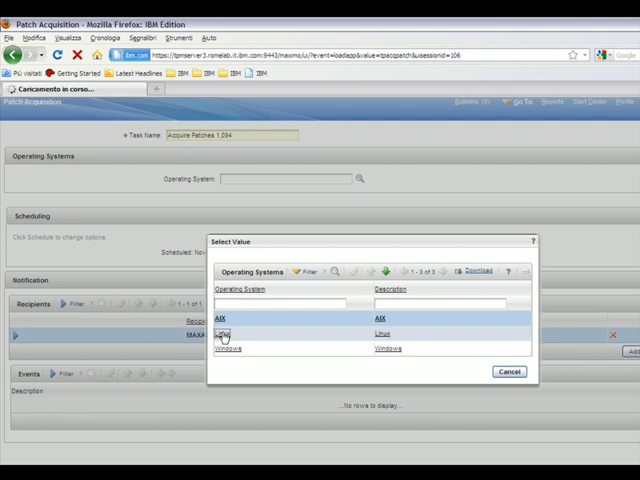 Patch Acquisition - Mozilla Firefox: IBM Edition
File Modifica Visualizza Cronologia Segnalibri Strumenti Aiuto
ibm.com https://tpmserver3.romelab.it.ibm.com:9443/maximo/ui/?event=loadapp&value=tpacqpatch&uisessionid=106 Google
Più visitati Getting Started Latest Headlines IBM IBM IBM IBM
Caricamento in corso...
Patch Acquisition Bulletins: (0) Go To Reports Start Center Profile
Task Name: Acquire Patches 1,094
Operating Systems
Operating System:
Scheduling
Click Schedule to change options.
Scheduled:
Notification
Recipients Filter 1 - 1 of 1
MAXA
Add
Events Filter
Description
...No rows to display...
Select Value ?
Operating Systems Filter 1 - 3 of 3 Download ?
Operating System Description
AIX AIX
Linux Linux
Windows Windows
Cancel